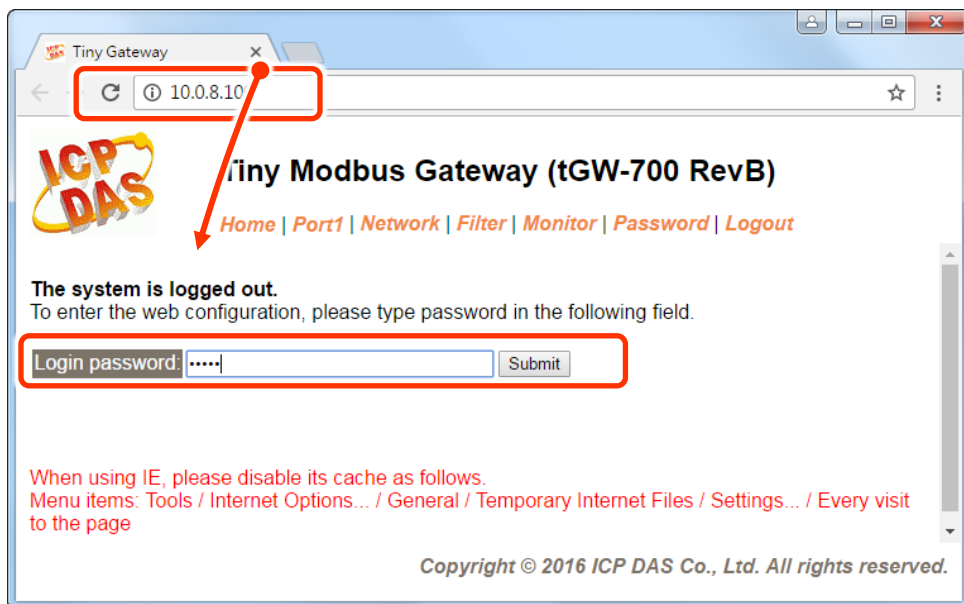 Tiny Gateway
10.0.8.10
ICP
DAS
Tiny Modbus Gateway (tGW-700 RevB)
Home | Port1 | Network | Filter | Monitor | Password | Logout
The system is logged out.
To enter the web configuration, please type password in the following field.
Login password: ••••• Submit
When using IE, please disable its cache as follows.
Menu items: Tools / Internet Options... / General / Temporary Internet Files / Settings... / Every visit
to the page
Copyright © 2016 ICP DAS Co., Ltd. All rights reserved.